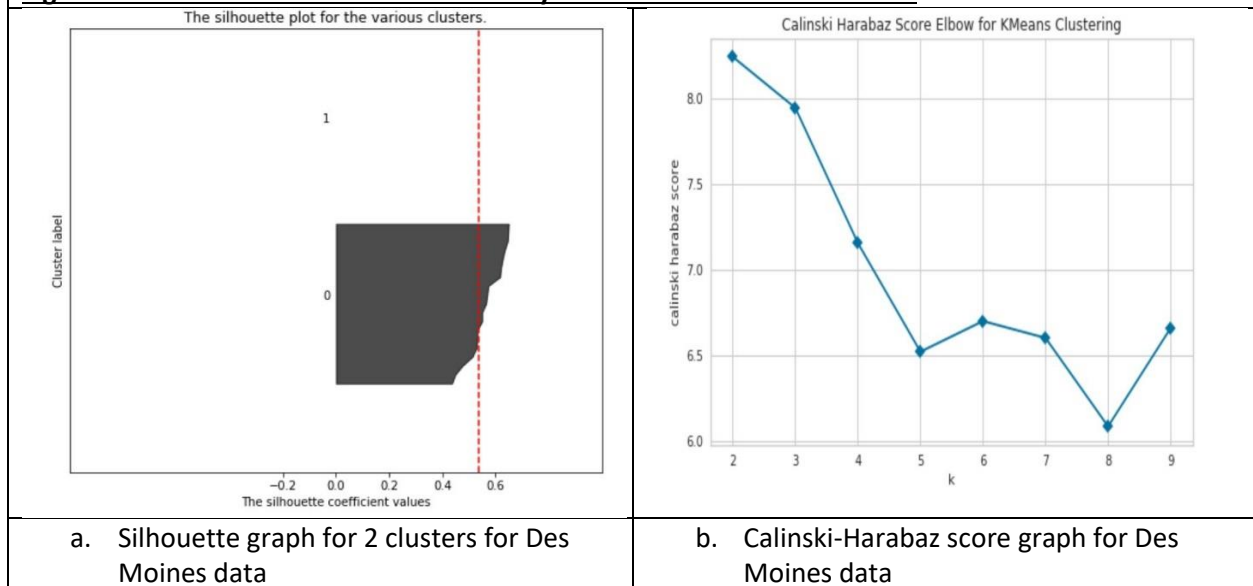 The silhouette plot for the various clusters.
1
Cluster label
0
−0.2 0.0 0.2 0.4 0.6
The silhouette coefficient values
Calinski Harabaz Score Elbow for KMeans Clustering
calinski harabaz score
8.0
7.5
7.0
6.5
6.0
2 3 4 5 6 7 8 9
k
a. Silhouette graph for 2 clusters for Des
Moines data
b. Calinski-Harabaz score graph for Des
Moines data